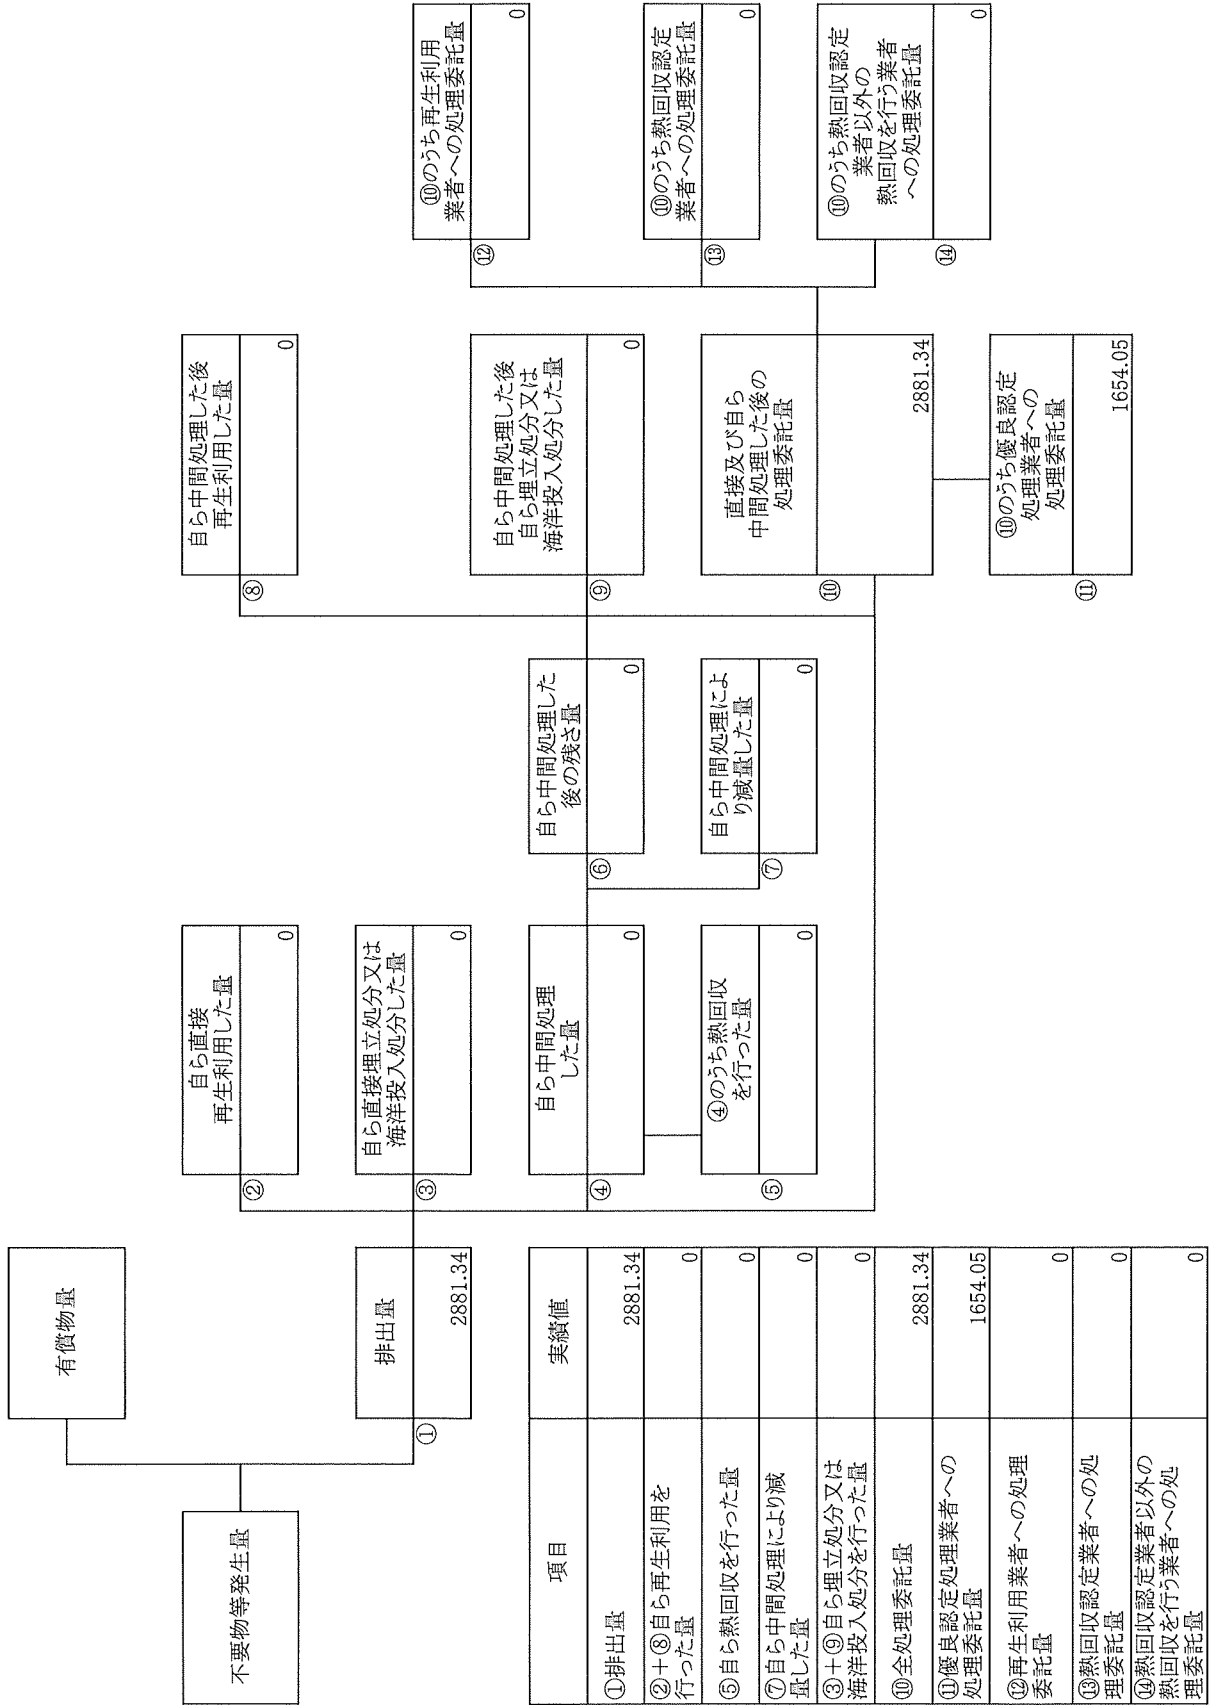 有償物量
不要物等発生量
①
排出量
2881.34
②
自ら直接
再生利用した量
0
③
自ら直接埋立処分又は
海洋投入処分した量
0
④
自ら中間処理
した量
0
⑤
④のうち熱回収
を行った量
0
⑥
自ら中間処理した
後の残さ量
0
⑦
自ら中間処理によ
り減量した量
0
⑧
自ら中間処理した後
再生利用した量
0
⑨
自ら中間処理した後
自ら埋立処分又は
海洋投入処分した量
0
⑩
直接及び自ら
中間処理した後の
処理委託量
2881.34
⑪
⑩のうち優良認定
処理業者への
処理委託量
1654.05
⑫
⑩のうち再生利用
業者への処理委託量
0
⑬
⑩のうち熱回収認定
業者への処理委託量
0
⑭
⑩のうち熱回収認定
業者以外の
熱回収を行う業者
への処理委託量
0
項目 実績値
①排出量 2881.34
②+⑧自ら再生利用を
行った量 0
⑤自ら熱回収を行った量 0
⑦自ら中間処理により減
量した量 0
③+⑨自ら埋立処分又は
海洋投入処分を行った量 0
⑩全処理委託量 2881.34
⑪優良認定処理業者への
処理委託量 1654.05
⑫再生利用業者への処理
委託量 0
⑬熱回収認定業者への処
理委託量 0
⑭熱回収認定業者以外の
熱回収を行う業者への処
理委託量 0